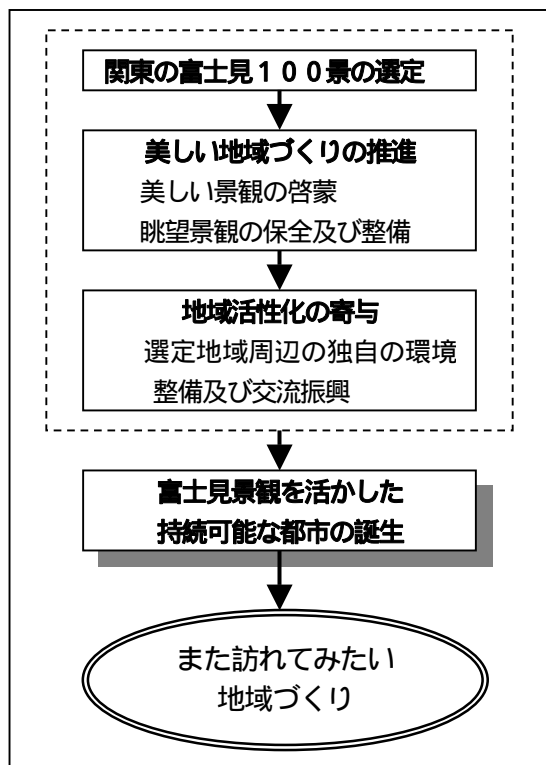 関東の富士見１００景の選定
美しい地域づくりの推進
美しい景観の啓蒙
眺望景観の保全及び整備
地域活性化の寄与
選定地域周辺の独自の環境
整備及び交流振興
富士見景観を活かした
持続可能な都市の誕生
また訪れてみたい
地域づくり